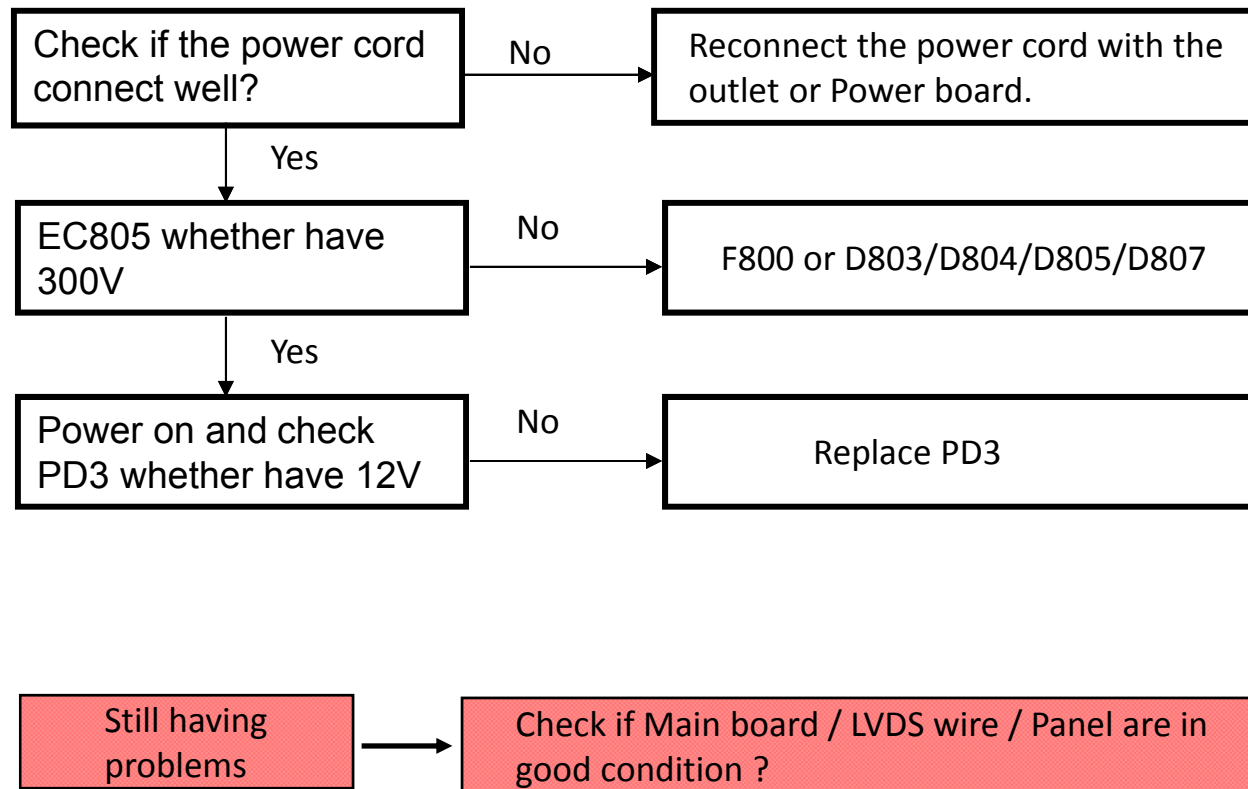 Check if the power cord
connect well?
No
Reconnect the power cord with the
outlet or Power board.
Yes
EC805 whether have
300V
No
F800 or D803/D804/D805/D807
Yes
Power on and check
PD3 whether have 12V
No
Replace PD3
Still having
problems
Check if Main board / LVDS wire / Panel are in
good condition ?